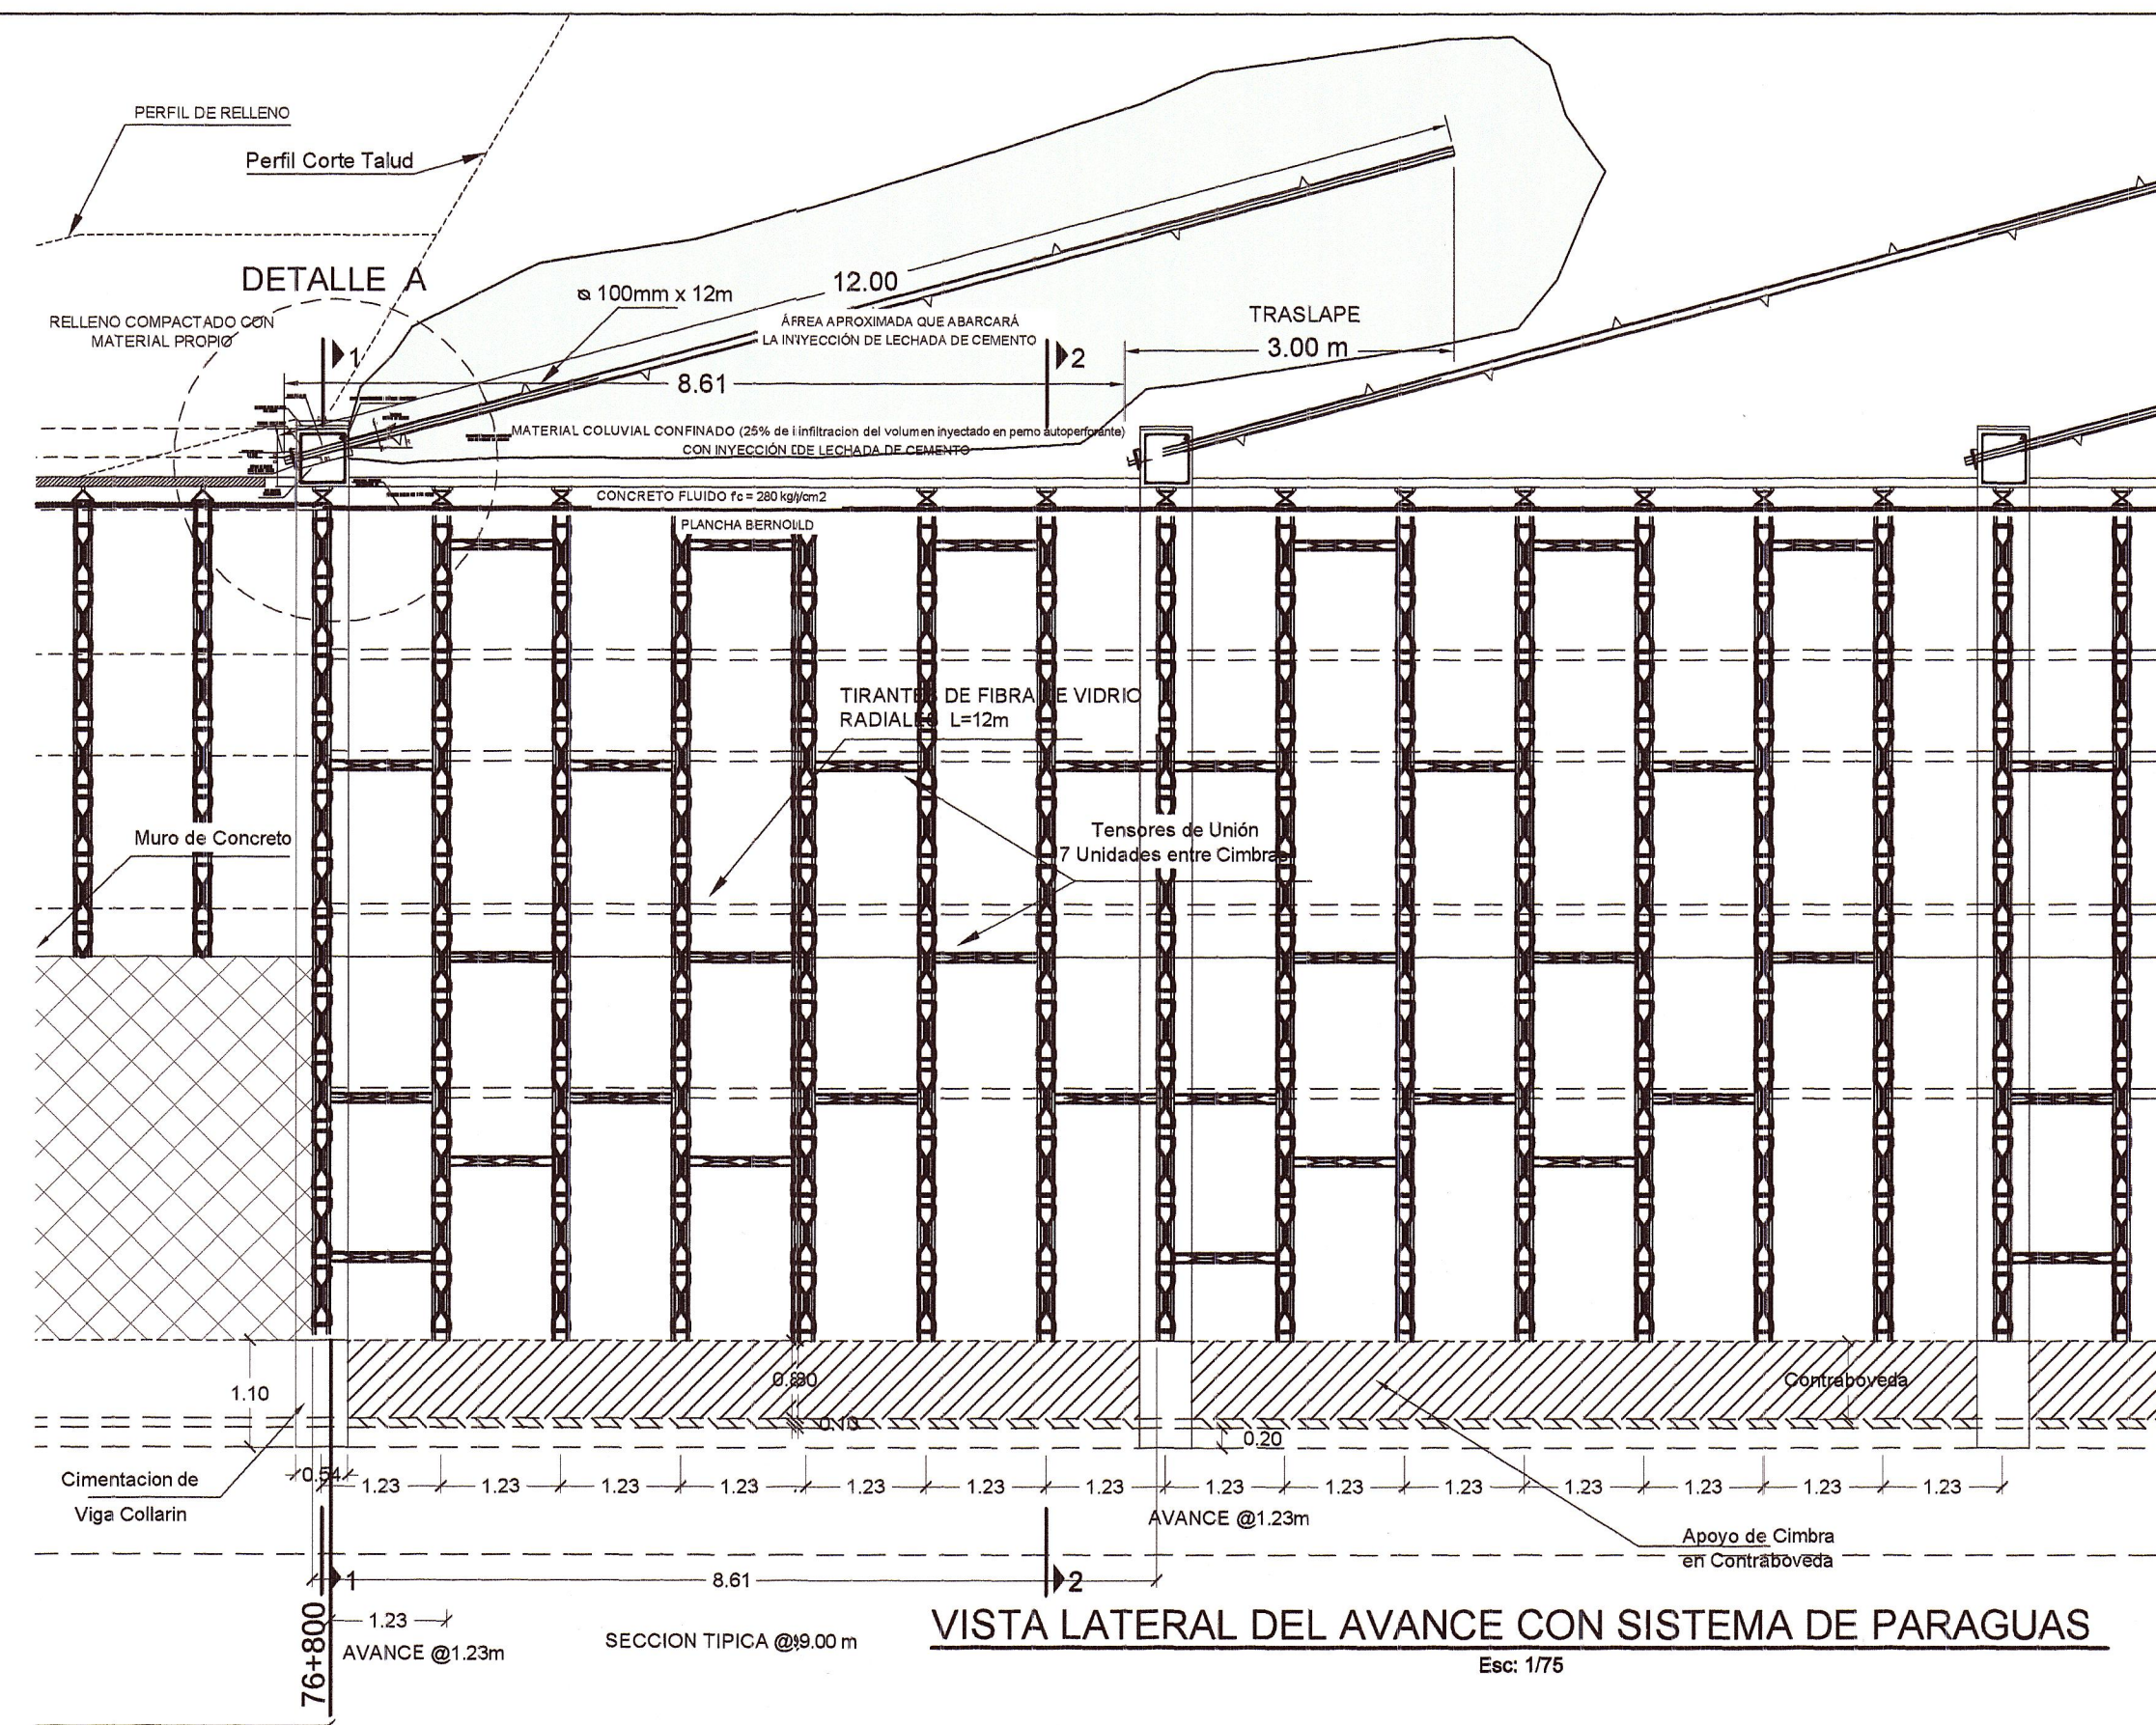 PERFIL DE RELLENO
Perfil Corte Talud
DETALLE A
RELLENO COMPACTADO CON
MATERIAL PROPIO
1
ø 100mm x 12m
12.00
ÁFREA APROXIMADA QUE ABARCARÁ
LA INYECCIÓN DE LECHADA DE CEMENTO
2
TRASLAPE
3.00 m
8.61
MATERIAL COLUVIAL CONFINADO (25% de infiltracion del volumen inyectado en perno autoperforante)
CON INYECCIÓN DE LECHADA DE CEMENTO
CONCRETO FLUIDO f'c = 280 kg/cm2
PLANCHA BERNOLD
TIRANTES DE FIBRA DE VIDRIO
RADIALES L=12m
Muro de Concreto
Tensores de Unión
7 Unidades entre Cimbras
1.10
0.80
0.10
0.20
Contraboveda
Cimentacion de
Viga Collarin
0.54
1.23 1.23 1.23 1.23 1.23 1.23 1.23 1.23 1.23 1.23 1.23 1.23 1.23 1.23
AVANCE @1.23m
Apoyo de Cimbra
en Contraboveda
1
8.61
2
76+800
1.23
AVANCE @1.23m
SECCION TIPICA @9.00 m
VISTA LATERAL DEL AVANCE CON SISTEMA DE PARAGUAS
Esc: 1/75